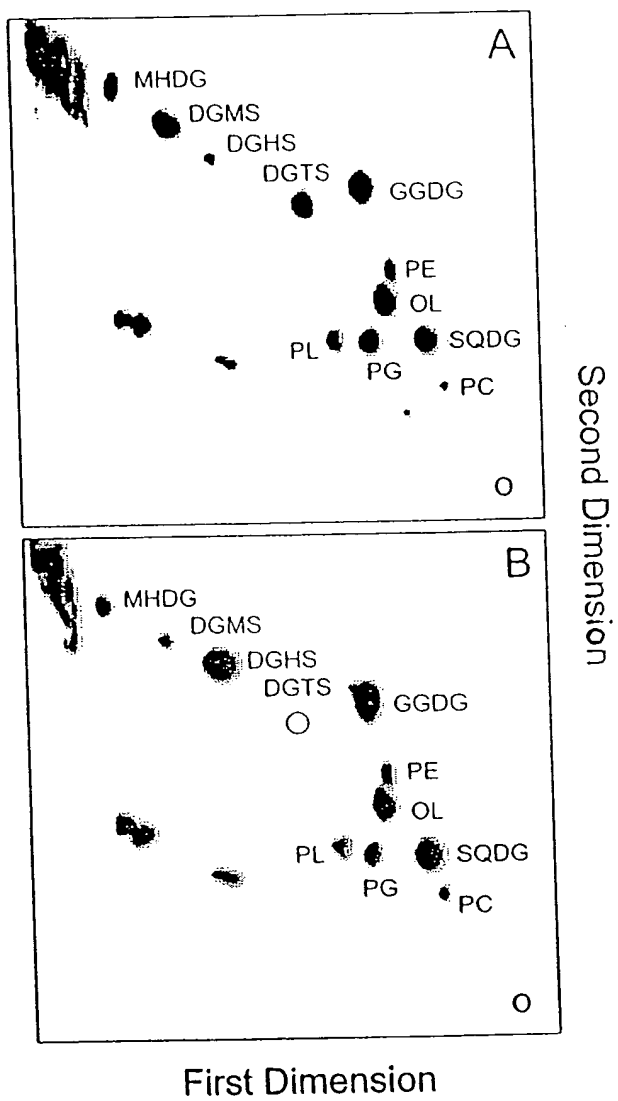 A
MHDG
DGMS
DGHS
DGTS
GGDG
PE
OL
PL
PG
SQDG
PC
O
Second Dimension
B
MHDG
DGMS
DGHS
DGTS
GGDG
PE
OL
PL
PG
SQDG
PC
O
First Dimension